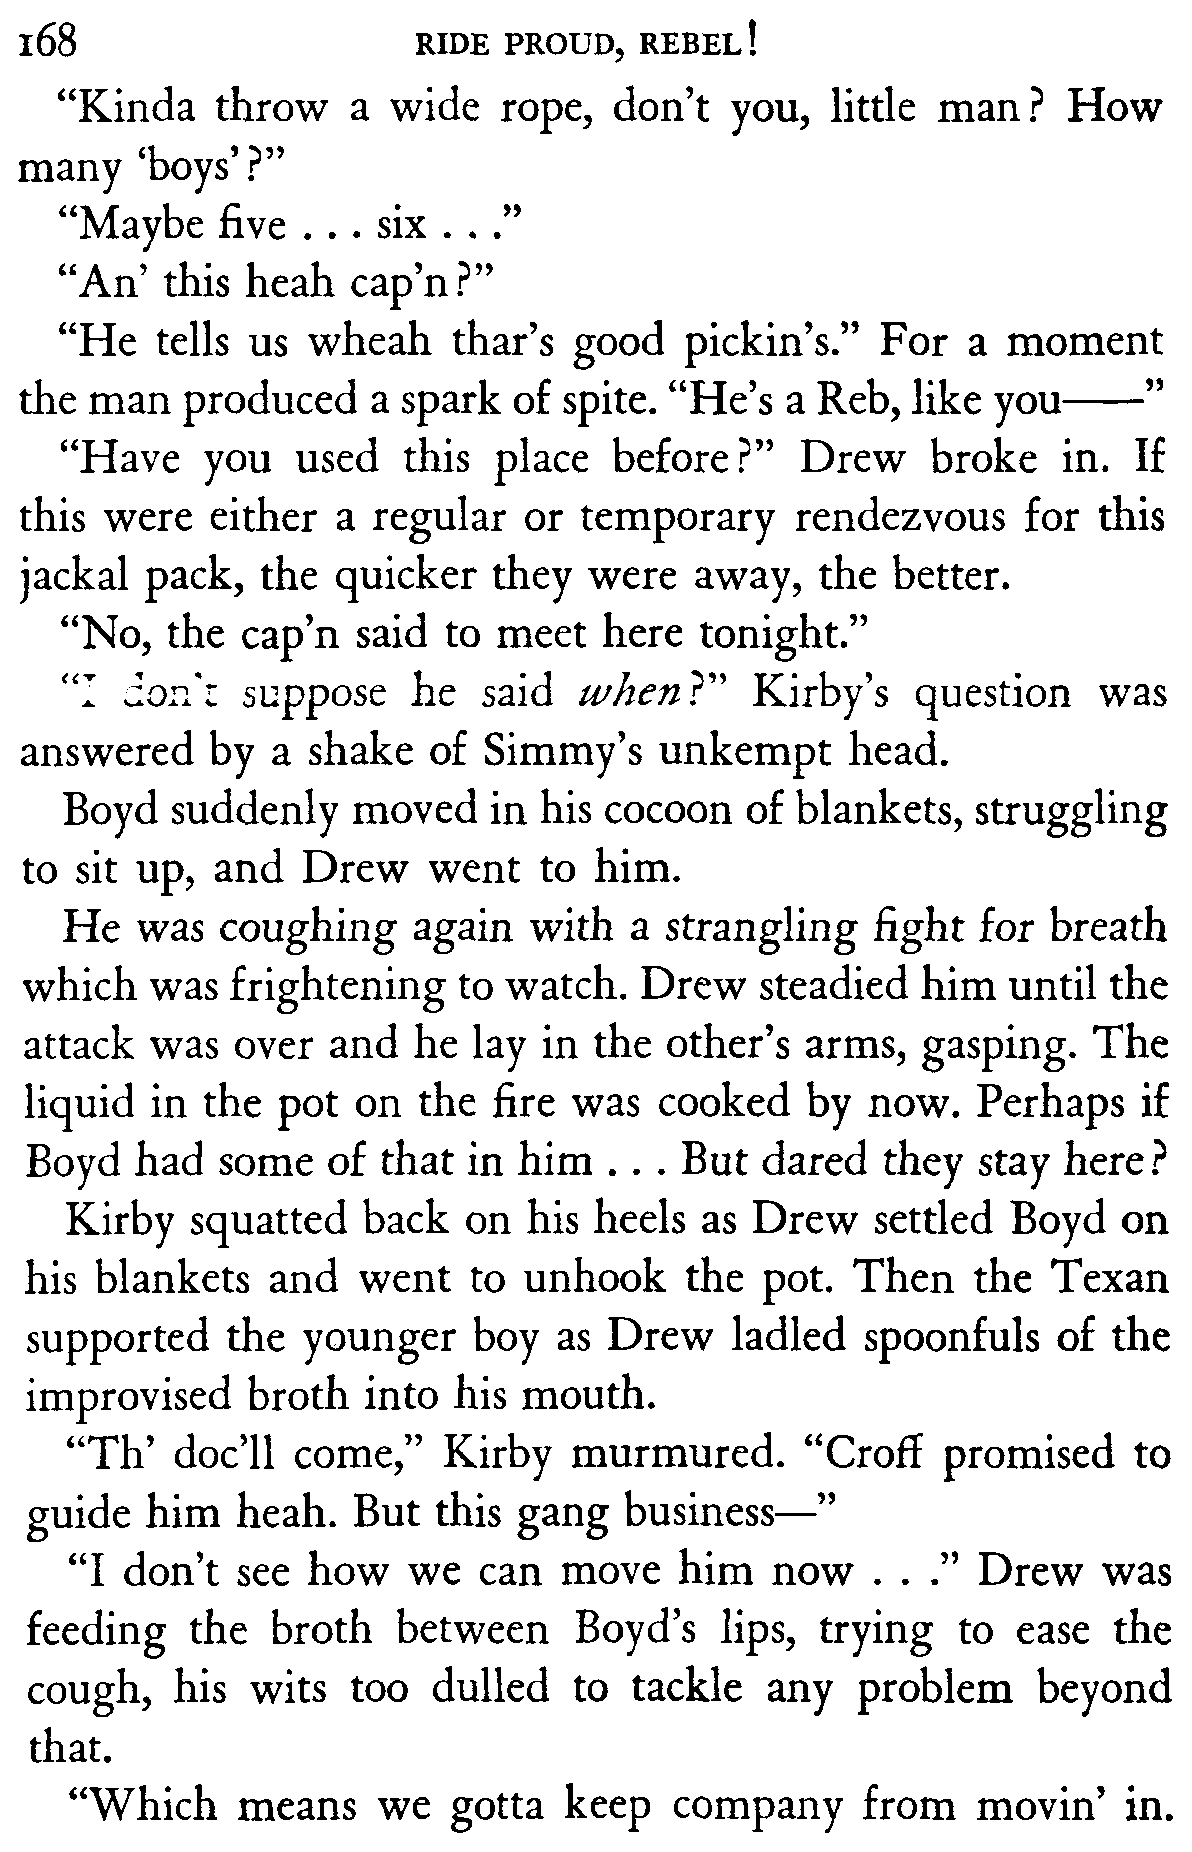 168 RIDE PROUD, REBEL!
“Kinda throw a wide rope, don’t you, little man? How
many ‘boys’?”
“Maybe five . . . six . . .”
“An’ this heah cap’n?”
“He tells us wheah thar’s good pickin’s.” For a moment
the man produced a spark of spite. “He’s a Reb, like you——”
“Have you used this place before?” Drew broke in. If
this were either a regular or temporary rendezvous for this
jackal pack, the quicker they were away, the better.
“No, the cap’n said to meet here tonight.”
“I don’t suppose he said when?” Kirby’s question was
answered by a shake of Simmy’s unkempt head.
Boyd suddenly moved in his cocoon of blankets, struggling
to sit up, and Drew went to him.
He was coughing again with a strangling fight for breath
which was frightening to watch. Drew steadied him until the
attack was over and he lay in the other’s arms, gasping. The
liquid in the pot on the fire was cooked by now. Perhaps if
Boyd had some of that in him . . . But dared they stay here?
Kirby squatted back on his heels as Drew settled Boyd on
his blankets and went to unhook the pot. Then the Texan
supported the younger boy as Drew ladled spoonfuls of the
improvised broth into his mouth.
“Th’ doc’ll come,” Kirby murmured. “Croff promised to
guide him heah. But this gang business—”
“I don’t see how we can move him now . . .” Drew was
feeding the broth between Boyd’s lips, trying to ease the
cough, his wits too dulled to tackle any problem beyond
that.
“Which means we gotta keep company from movin’ in.